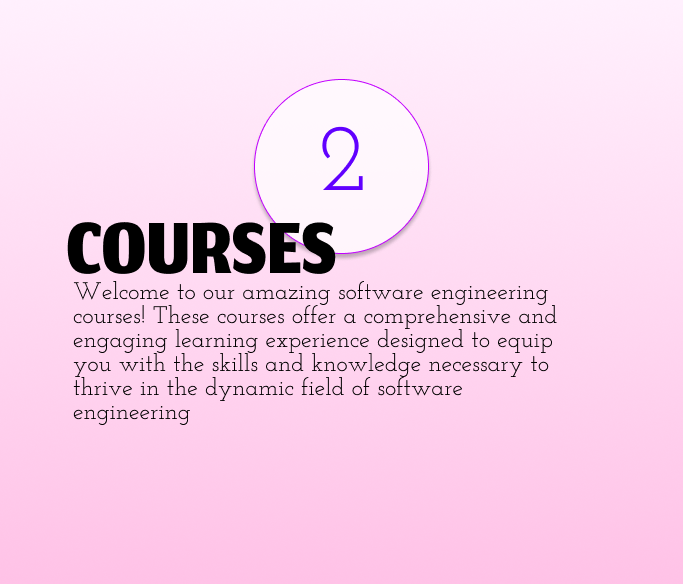 2
COURSES
Welcome to our amazing software engineering
courses! These courses offer a comprehensive and
engaging learning experience designed to equip
you with the skills and knowledge necessary to
thrive in the dynamic field of software
engineering